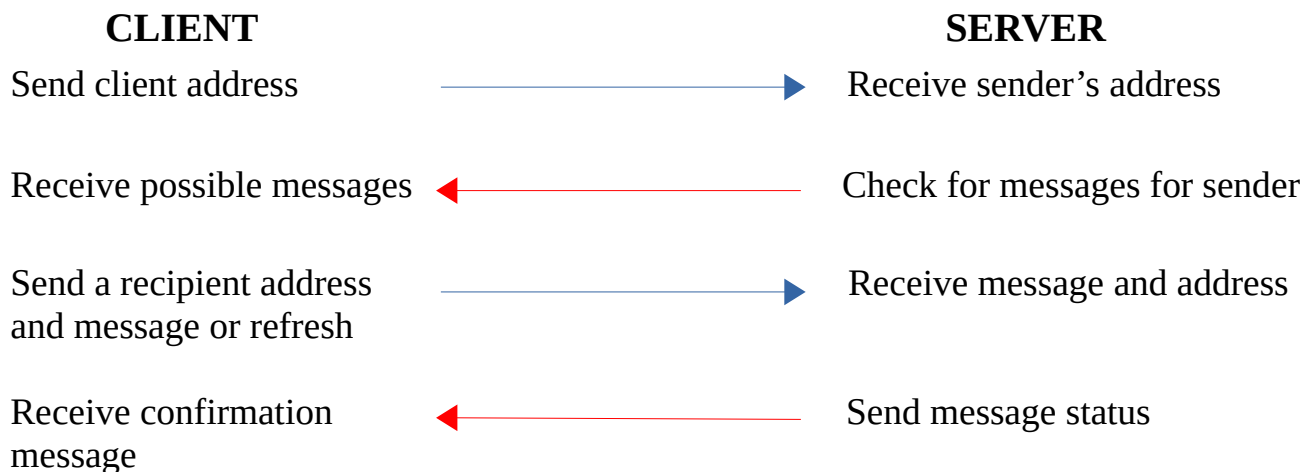 CLIENT
SERVER
Send client address
Receive sender’s address
Receive possible messages
Check for messages for sender
Send a recipient address
and message or refresh
Receive message and address
Receive confirmation
message
Send message status